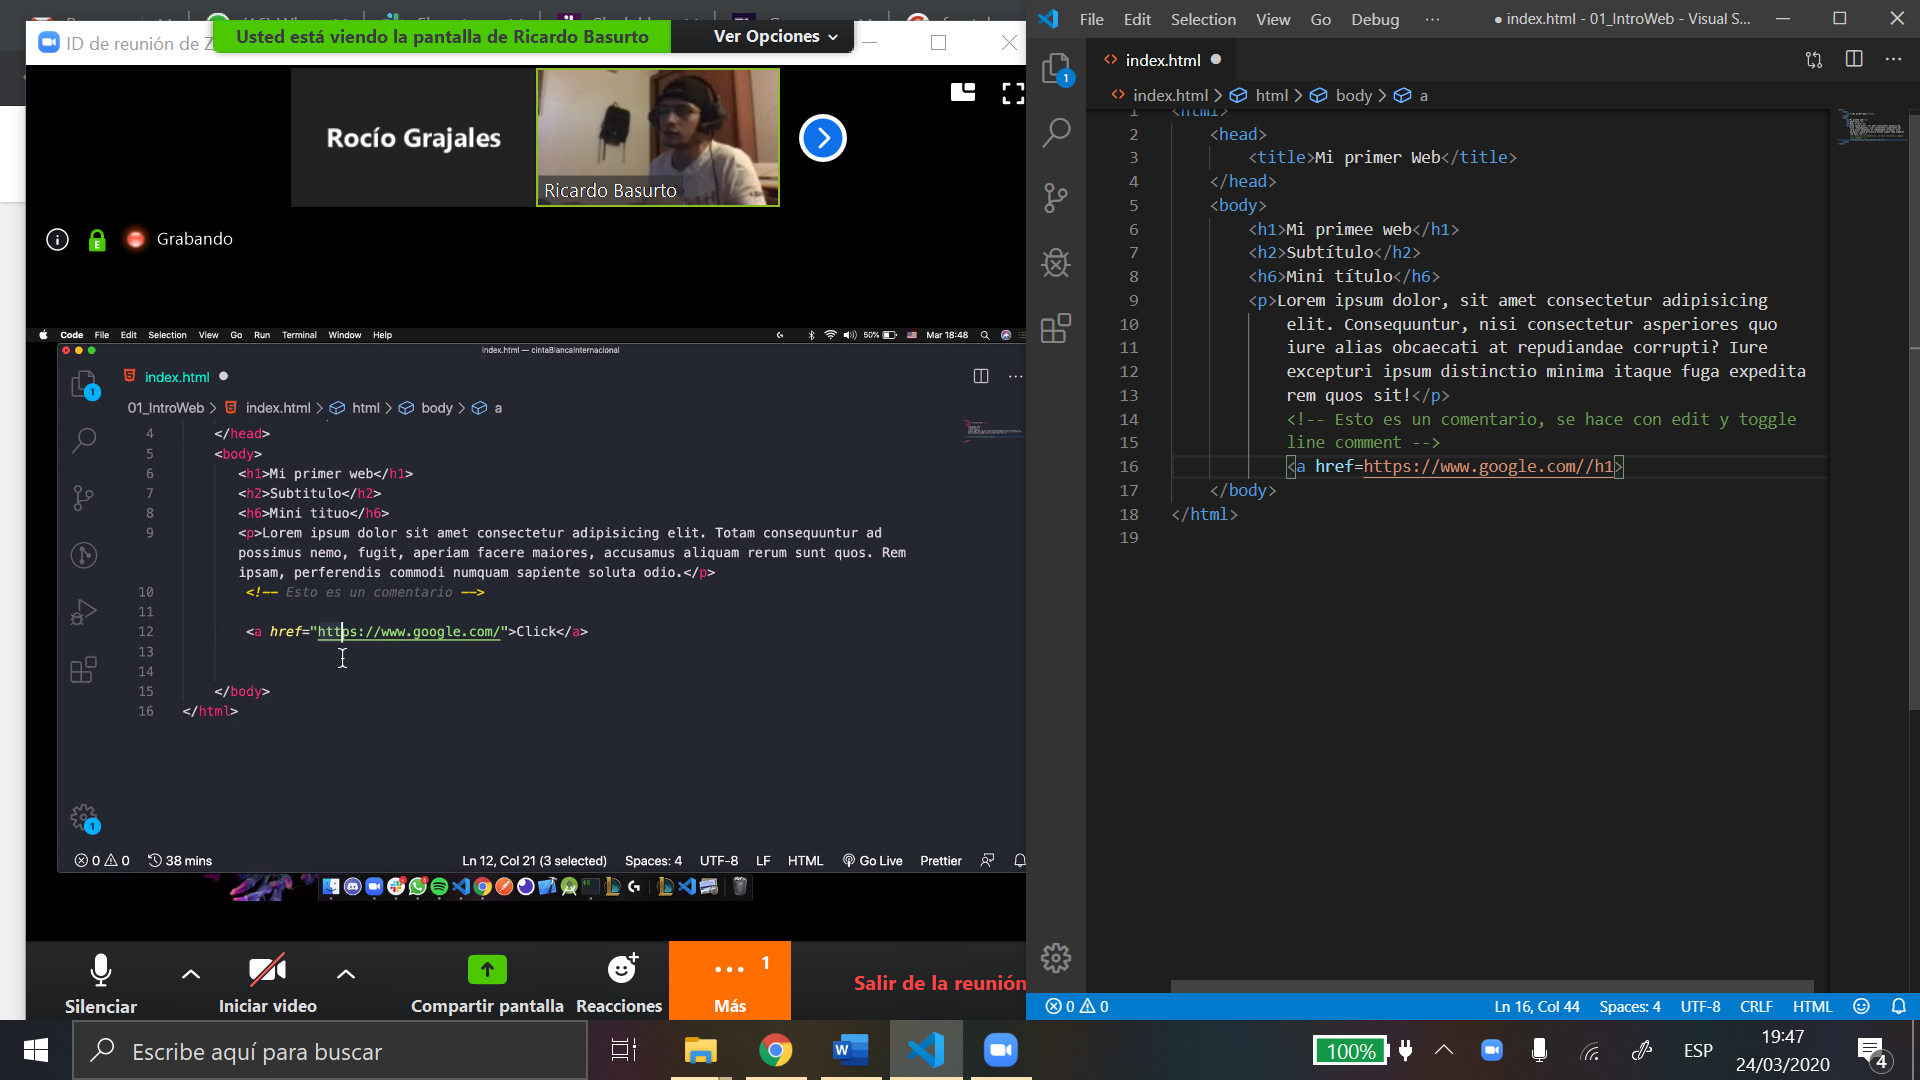 ID de reunión de Z
Usted está viendo la pantalla de Ricardo Basurto
Ver Opciones
Rocío Grajales
Ricardo Basurto
Grabando
Code File Edit Selection View Go Run Terminal Window Help
50% Mar 18:48
index.html — cintaBlancaInternacional
index.html
01_IntroWeb > index.html > html > body > a
4 </head>
5 <body>
6 <h1>Mi primer web</h1>
7 <h2>Subtitulo</h2>
8 <h6>Mini tituo</h6>
9 <p>Lorem ipsum dolor sit amet consectetur adipisicing elit. Totam consequuntur ad
possimus nemo, fugit, aperiam facere maiores, accusamus aliquam rerum sunt quos. Rem
ipsam, perferendis commodi numquam sapiente soluta odio.</p>
10 <!-- Esto es un comentario -->
11
12 <a href="https://www.google.com/">Click</a>
13
14
15 </body>
16 </html>
1
1
0 0 38 mins
Ln 12, Col 21 (3 selected) Spaces: 4 UTF-8 LF HTML Go Live Prettier
Silenciar
Iniciar video
Compartir pantalla
Reacciones
1
Más
Salir de la reunión
File Edit Selection View Go Debug ···
● index.html - 01_IntroWeb - Visual S...
1
index.html
index.html > html > body > a
1 <html>
2 <head>
3 <title>Mi primer Web</title>
4 </head>
5 <body>
6 <h1>Mi primee web</h1>
7 <h2>Subtítulo</h2>
8 <h6>Mini título</h6>
9 <p>Lorem ipsum dolor, sit amet consectetur adipisicing
10 elit. Consequuntur, nisi consectetur asperiores quo
11 iure alias obcaecati at repudiandae corrupti? Iure
12 excepturi ipsum distinctio minima itaque fuga expedita
13 rem quos sit!</p>
14 <!-- Esto es un comentario, se hace con edit y toggle
15 line comment -->
16 <a href=https://www.google.com//h1>
17 </body>
18 </html>
19
0 0
Ln 16, Col 44 Spaces: 4 UTF-8 CRLF HTML
Escribe aquí para buscar
100%
ESP
19:47
24/03/2020
4